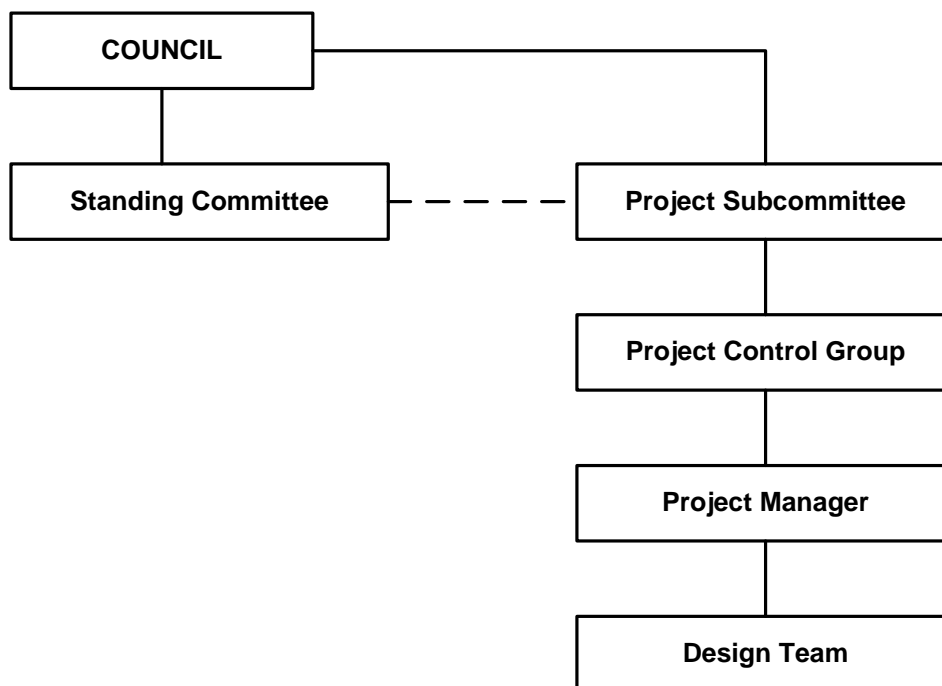 COUNCIL
Standing Committee
Project Subcommittee
Project Control Group
Project Manager
Design Team